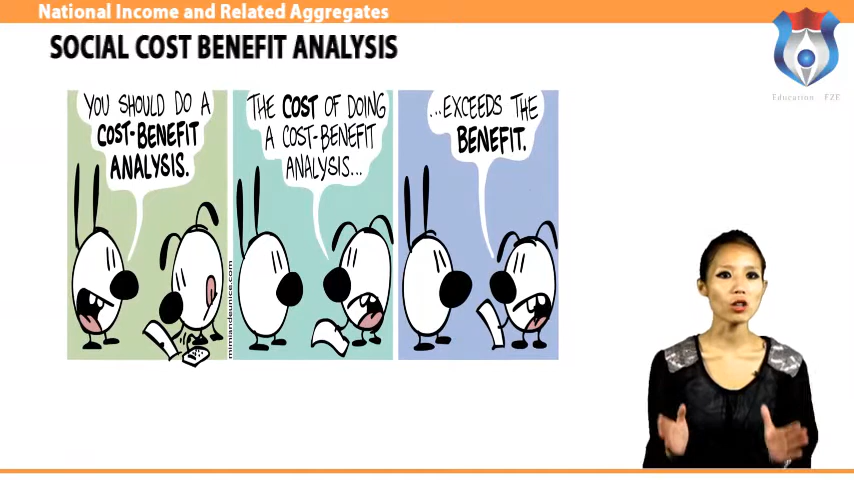 National Income and Related Aggregates
SOCIAL COST BENEFIT ANALYSIS
Education FZE
YOU SHOULD DO A
COST-BENEFIT
ANALYSIS.
THE COST OF DOING
A COST-BENEFIT
ANALYSIS...
...EXCEEDS THE
BENEFIT.
mimiandeunice.com